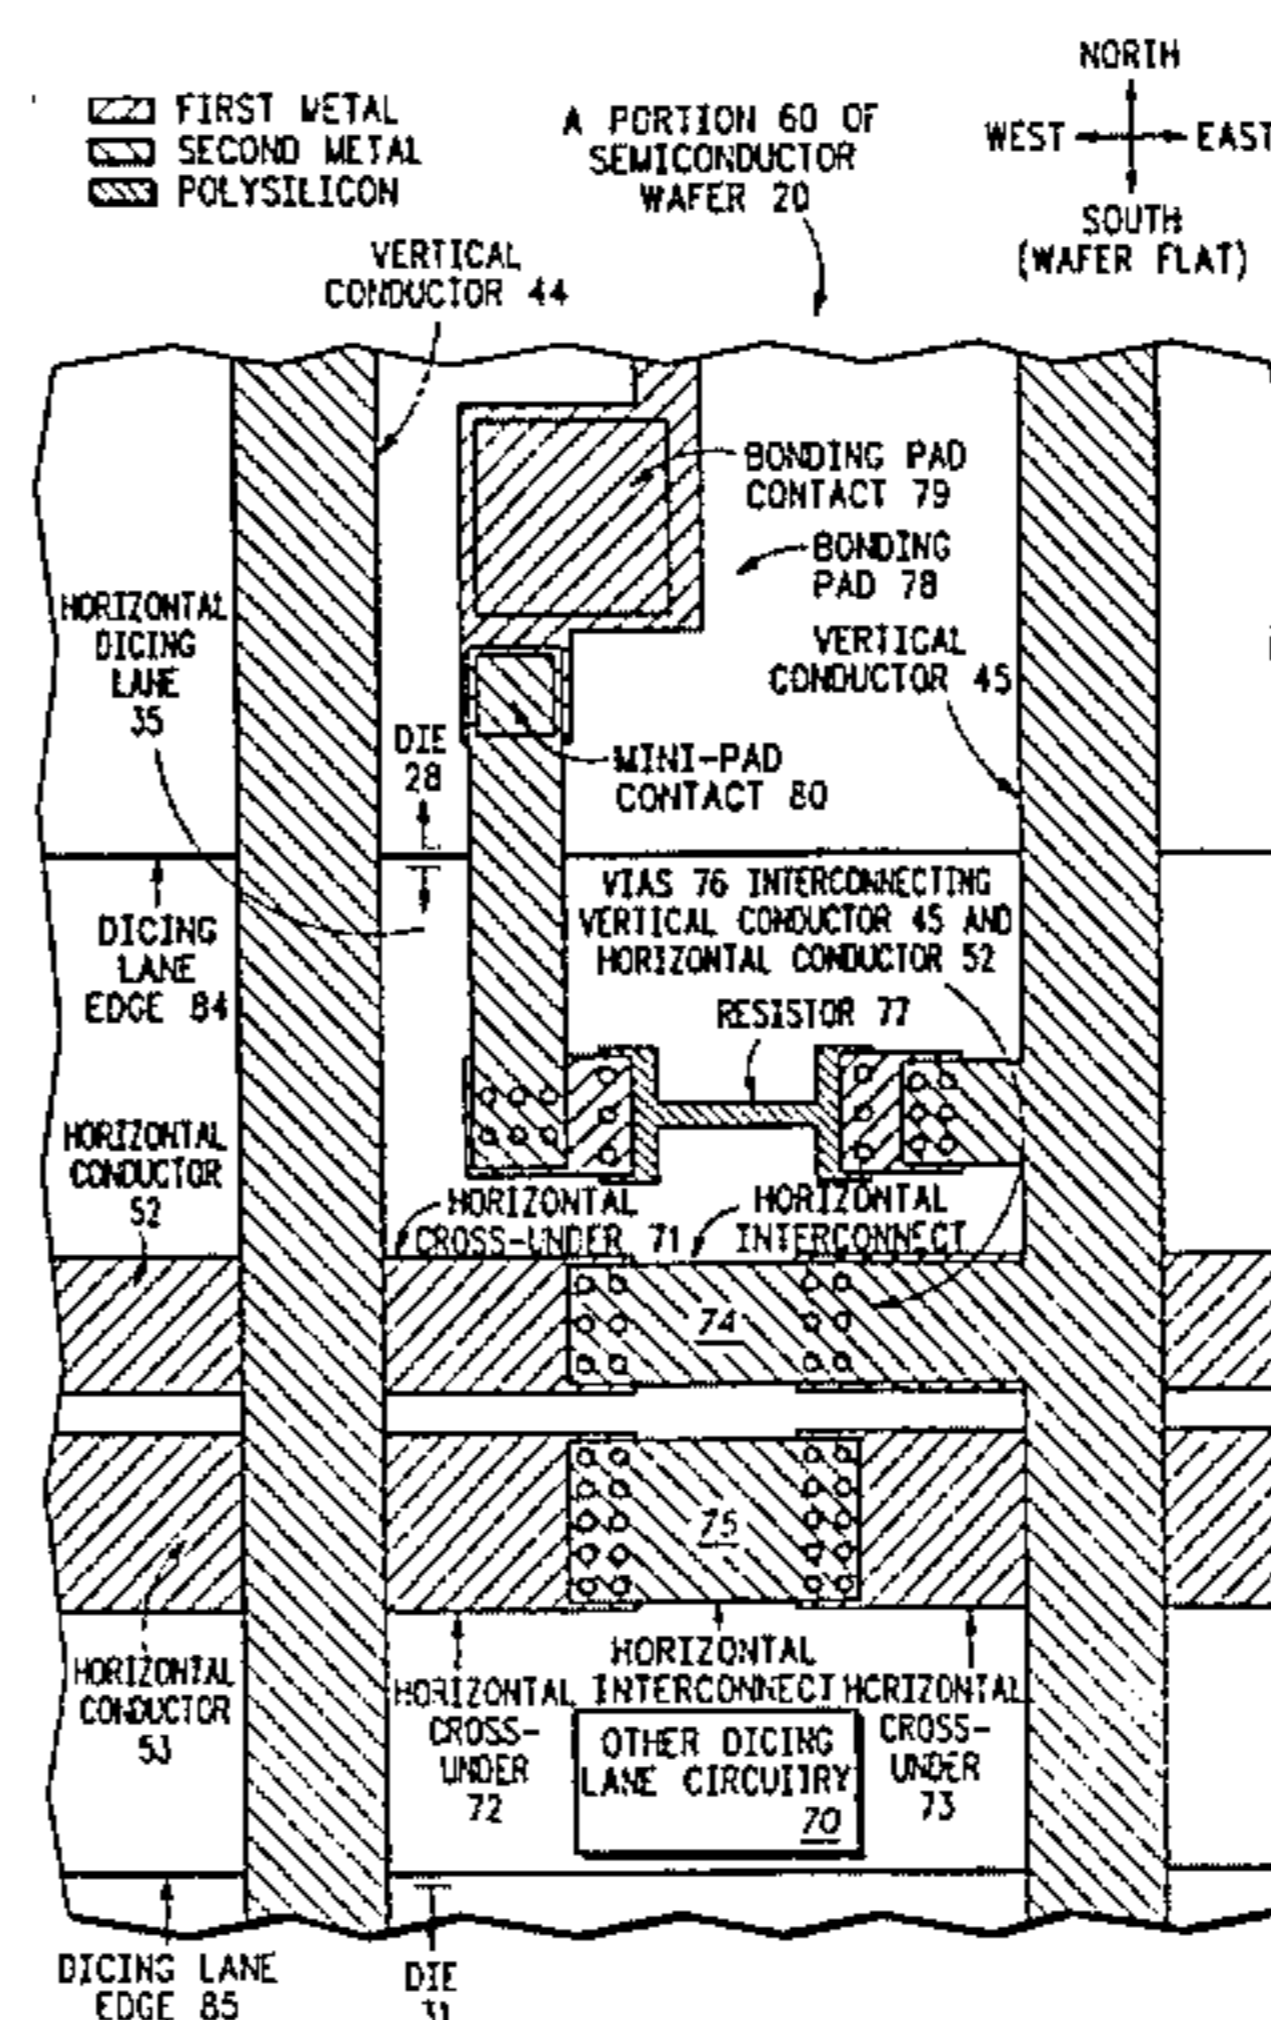 FIRST METAL
SECOND METAL
POLYSILICON
A PORTION 60 OF
SEMICONDUCTOR
WAFER 20
NORTH
WEST
EAST
SOUTH
(WAFER FLAT)
VERTICAL
CONDUCTOR 44
BONDING PAD
CONTACT 79
BONDING
PAD 78
HORIZONTAL
DICING
LANE
35
VERTICAL
CONDUCTOR 45
DIE
28
MINI-PAD
CONTACT 80
DICING
LANE
EDGE 84
VIAS 76 INTERCONNECTING
VERTICAL CONDUCTOR 45 AND
HORIZONTAL CONDUCTOR 52
RESISTOR 77
HORIZONTAL
CONDUCTOR
52
HORIZONTAL
CROSS-UNDER 71
HORIZONTAL
INTERCONNECT
74
75
HORIZONTAL
CONDUCTOR
53
HORIZONTAL
CROSS-
UNDER
72
HORIZONTAL
INTERCONNECT
HORIZONTAL
CROSS-
UNDER
73
OTHER DICING
LANE CIRCUITRY
70
DICING LANE
EDGE 85
DIE
31